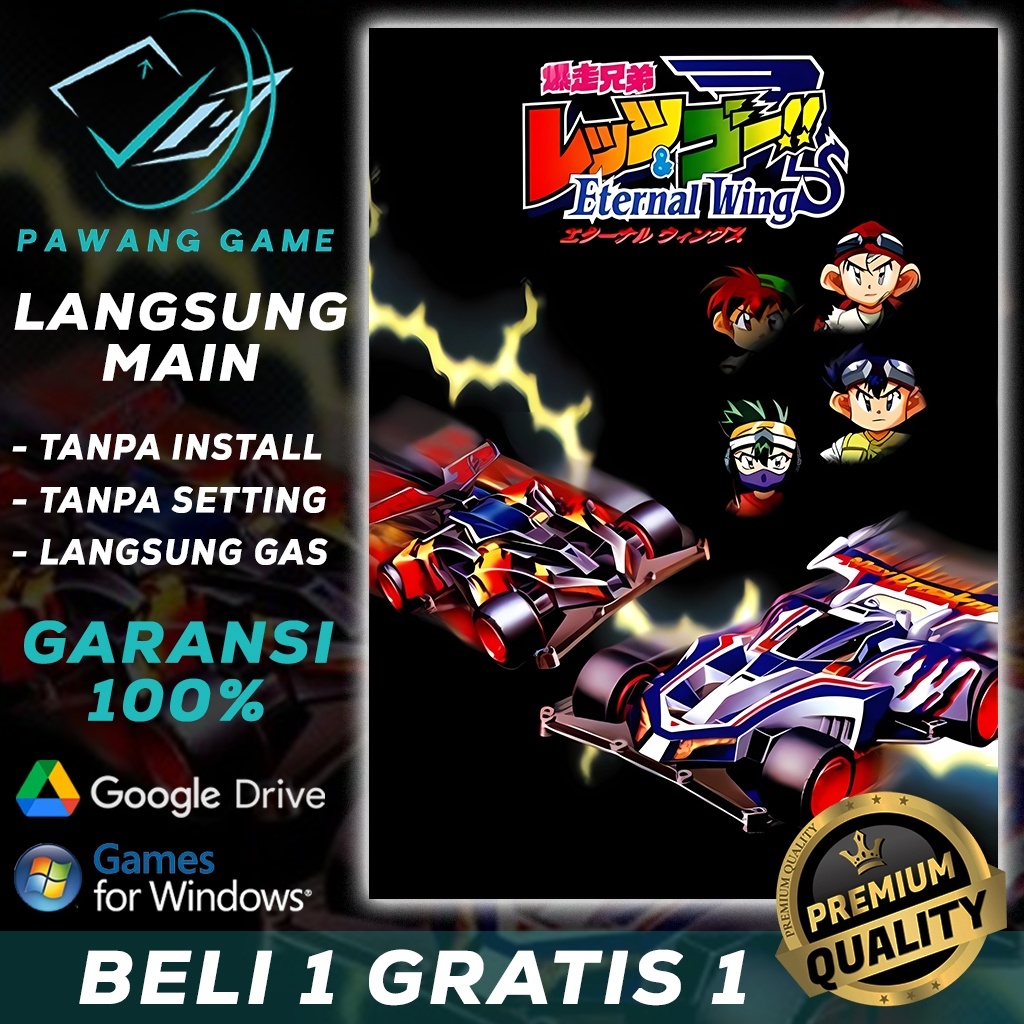 PAWANG GAME
LANGSUNG
MAIN
- TANPA INSTALL
- TANPA SETTING
- LANGSUNG GAS
GARANSI
100%
Google Drive
Games
for Windows®
BELI 1 GRATIS 1
爆走兄弟
レッツ&ゴー!!
Eternal WingS
エターナル ウィングス
PREMIUM QUALITY
PREMIUM
QUALITY